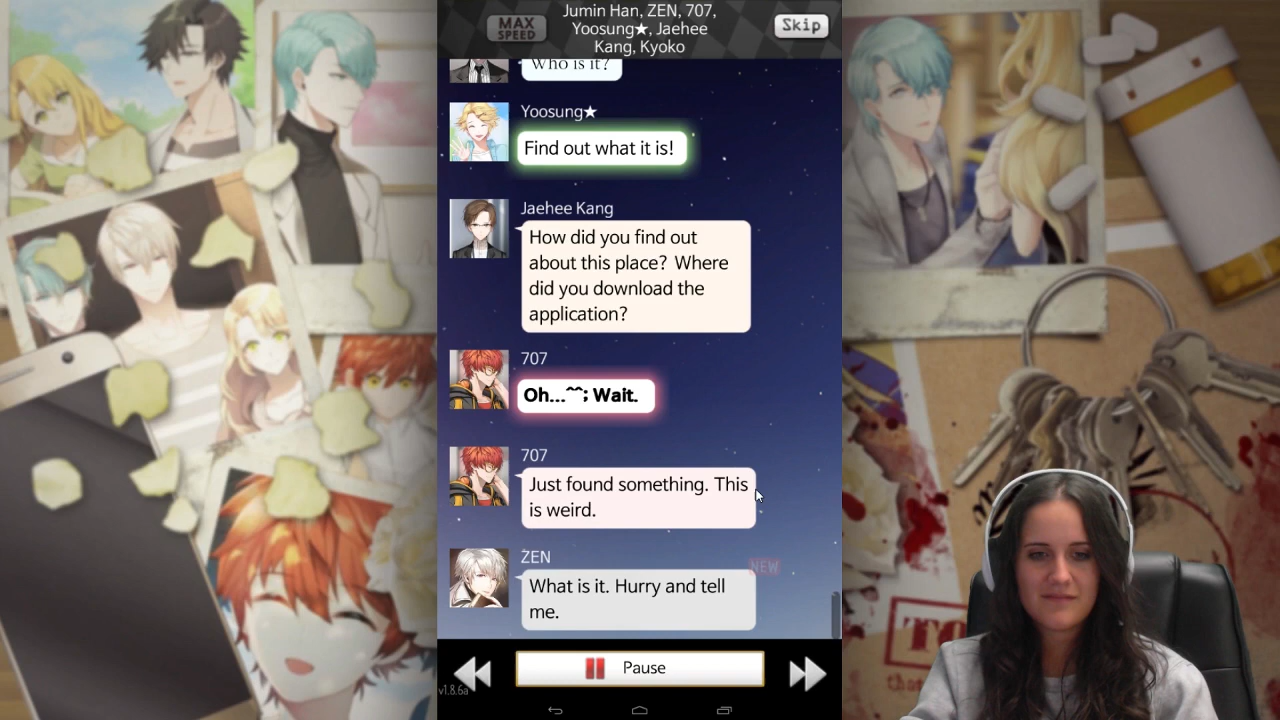 MAX
SPEED
Jumin Han, ZEN, 707,
Yoosung★, Jaehee
Kang, Kyoko
Skip
Who is it?
Yoosung★
Find out what it is!
Jaehee Kang
How did you find out
about this place? Where
did you download the
application?
707
Oh...^^; Wait.
707
Just found something. This
is weird.
ZEN
NEW
What is it. Hurry and tell
me.
Pause
v1.8.6a
TO
that